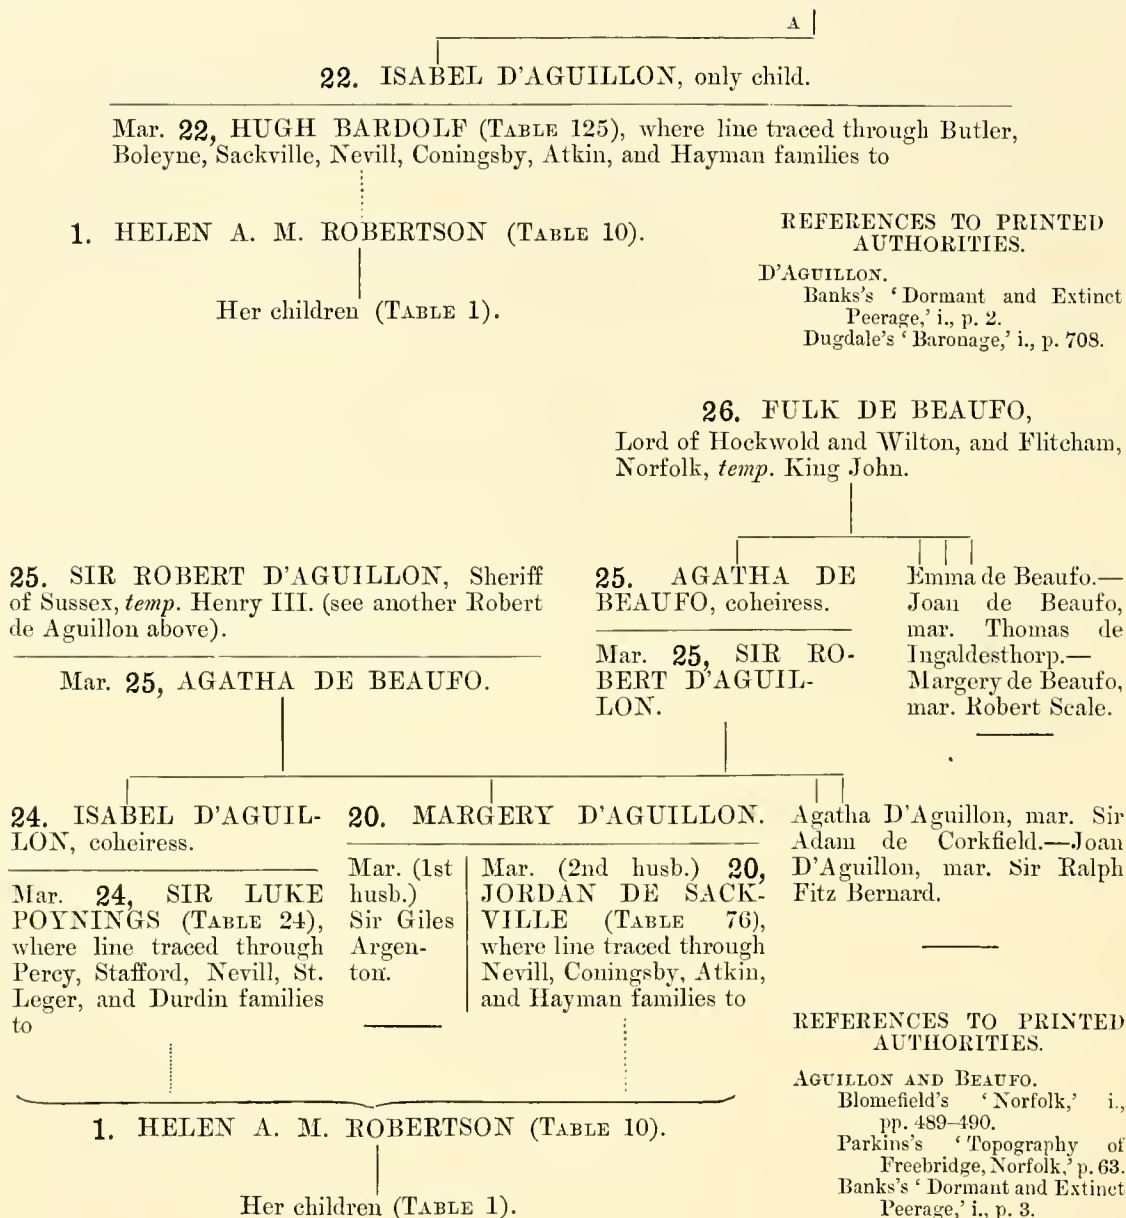 A
22. ISABEL D'AGUILLON, only child.
Mar. 22, HUGH BARDOLF (TABLE 125), where line traced through Butler,
Boleyne, Sackville, Nevill, Coningsby, Atkin, and Hayman families to
1. HELEN A. M. ROBERTSON (TABLE 10).
Her children (TABLE 1).
REFERENCES TO PRINTED
AUTHORITIES.
D'AGUILLON.
Banks's ‘Dormant and Extinct
Peerage,’ i., p. 2.
Dugdale's ‘Baronage,’ i., p. 708.
26. FULK DE BEAUFO,
Lord of Hockwold and Wilton, and Flitcham,
Norfolk, temp. King John.
25. SIR ROBERT D'AGUILLON, Sheriff
of Sussex, temp. Henry III. (see another Robert
de Aguillon above).
Mar. 25, AGATHA DE BEAUFO.
25. AGATHA DE
BEAUFO, coheiress.
Mar. 25, SIR RO-
BERT D'AGUIL-
LON.
Emma de Beaufo.—
Joan de Beaufo,
mar. Thomas de
Ingaldesthorp.—
Margery de Beaufo,
mar. Robert Scale.
24. ISABEL D'AGUIL-
LON, coheiress.
Mar. 24, SIR LUKE
POYNINGS (TABLE 24),
where line traced through
Percy, Stafford, Nevill, St.
Leger, and Durdin families
to
20. MARGERY D'AGUILLON.
Mar. (1st
husb.)
Sir Giles
Argen-
ton.
Mar. (2nd husb.) 20,
JORDAN DE SACK-
VILLE (TABLE 76),
where line traced through
Nevill, Coningsby, Atkin,
and Hayman families to
Agatha D'Aguillon, mar. Sir
Adam de Corkfield.—Joan
D'Aguillon, mar. Sir Ralph
Fitz Bernard.
1. HELEN A. M. ROBERTSON (TABLE 10).
Her children (TABLE 1).
REFERENCES TO PRINTED
AUTHORITIES.
AGUILLON AND BEAUFO.
Blomefield's ‘Norfolk,’ i.,
pp. 489–490.
Parkins's ‘Topography of
Freebridge, Norfolk,’ p. 63.
Banks's ‘Dormant and Extinct
Peerage,’ i., p. 3.